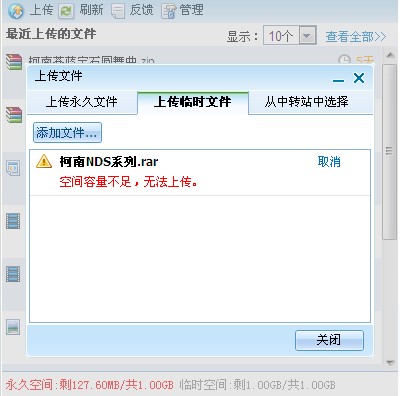 上传 刷新 反馈 管理
最近上传的文件 显示： 10个 查看全部>>
柯南苍蓝宝石圆舞曲.zip 5天
上传文件
上传永久文件 上传临时文件 从中转站中选择
添加文件...
柯南NDS系列.rar 取消
空间容量不足，无法上传。
关闭
永久空间:剩127.60MB/共1.00GB 临时空间:剩1.00GB/共1.00GB